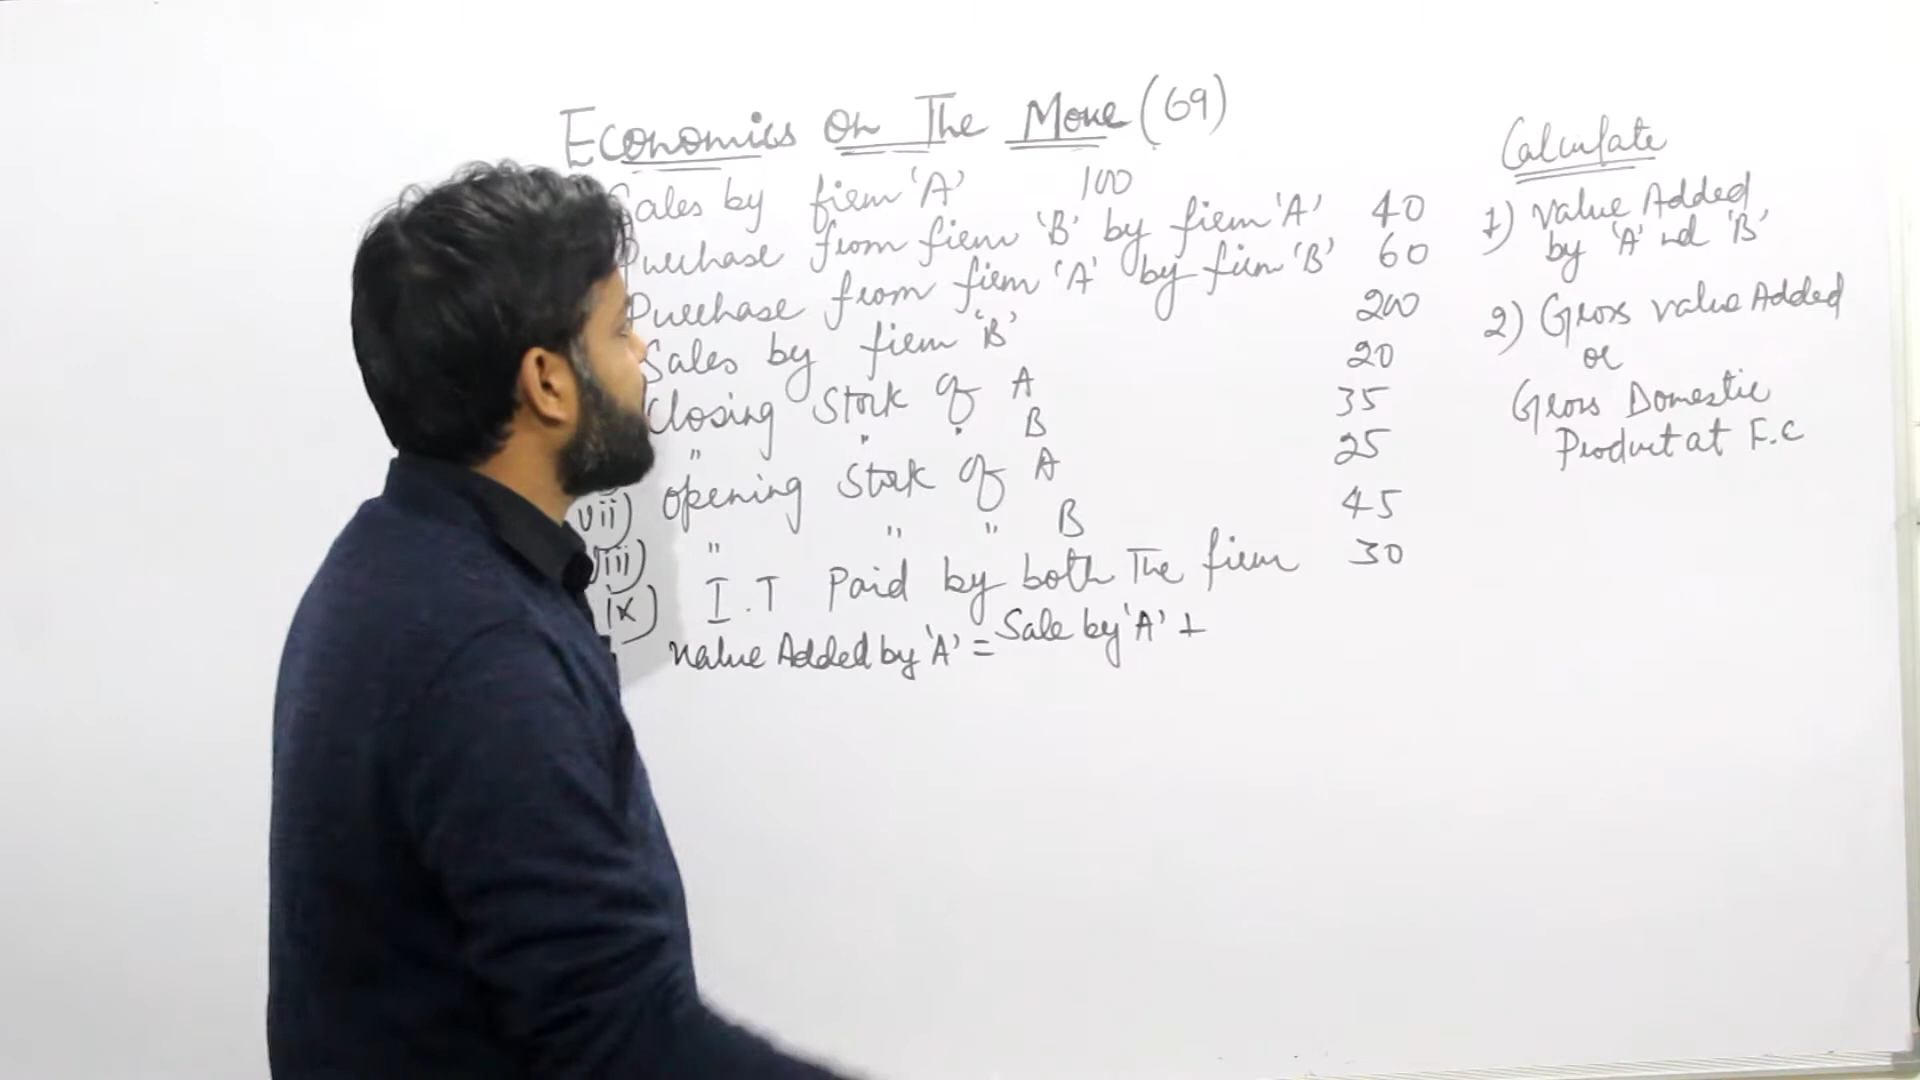 Economics On The Move (69)
Sales by firm 'A' 100
Purchase from firm 'B' by firm 'A' 40
Purchase from firm 'A' by firm 'B' 60
Sales by firm 'B' 200
Closing Stock of A 20
" " . B 35
vii) opening Stock of A 25
viii) " " " B 45
ix) I.T Paid by both The firm 30
Value Added by 'A' = Sale by 'A' +
Calculate
1) Value Added
by 'A' nd 'B'
2) Gross Value Added
or
Gross Domestic
Product at F.C